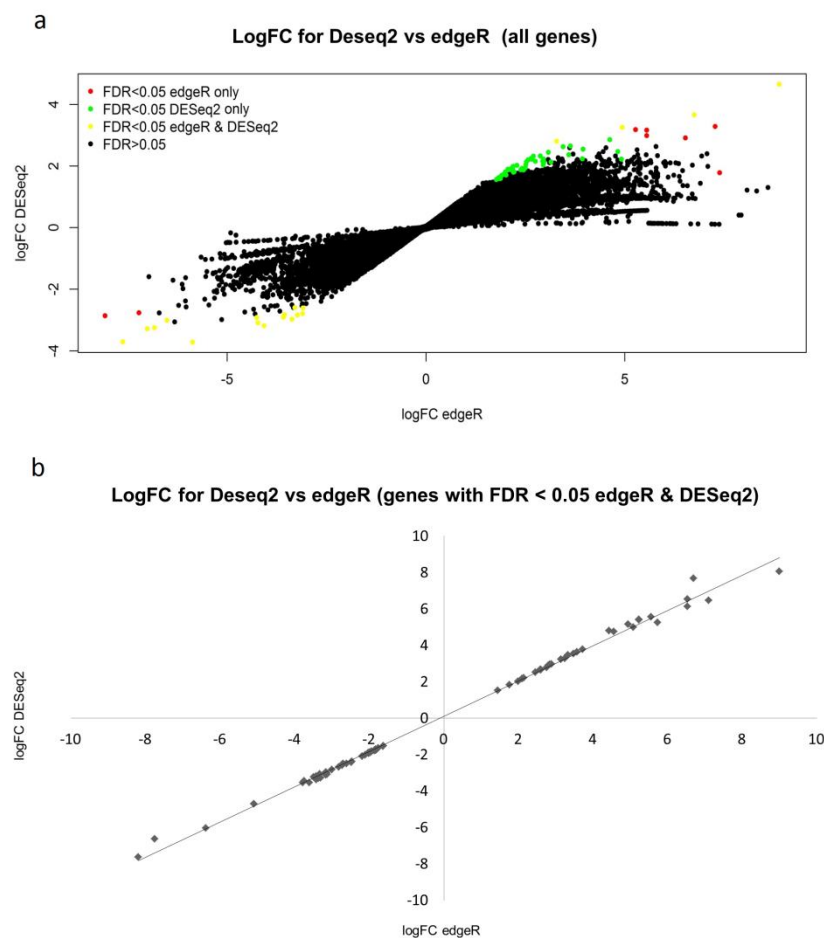 a
LogFC for Deseq2 vs edgeR (all genes)
FDR<0.05 edgeR only
FDR<0.05 DESeq2 only
FDR<0.05 edgeR & DESeq2
FDR>0.05
4
2
0
-2
-4
logFC DESeq2
-5 0 5
logFC edgeR
b
LogFC for Deseq2 vs edgeR (genes with FDR < 0.05 edgeR & DESeq2)
10
8
6
4
2
0
-10 -8 -6 -4 -2 0 2 4 6 8 10
-2
-4
-6
-8
-10
logFC DESeq2
logFC edgeR